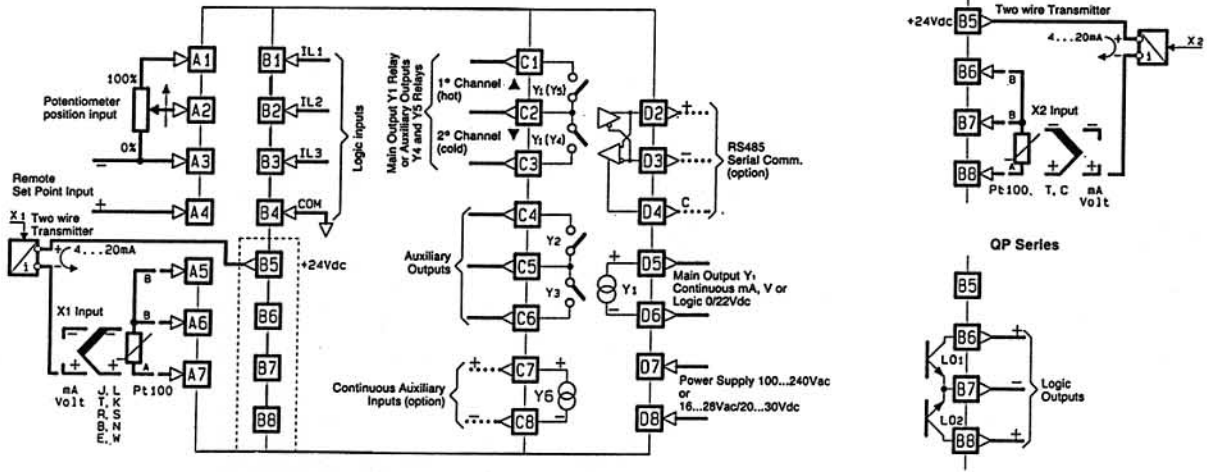 A1
A2
A3
A4
A5
A6
A7
100%
Potentiometer
position input
0%
−
Remote
Set Point Input
+
X1
Two wire
Transmitter
+
4...20mA
−
X1 Input
B
B
A
mA
Volt
J, L
T, K
R, S
B, N
E, W
Pt100
B1
IL1
B2
IL2
B3
IL3
B4
COM
Logic inputs
B5
+24Vdc
B6
B7
B8
Main Output Y1 Relay
or Auxiliary Outputs
Y4 and Y5 Relays
1° Channel
(hot)
2° Channel
(cold)
C1
Y1 (Y5)
C2
Y1 (Y4)
C3
Auxiliary
Outputs
C4
Y2
C5
Y3
C6
Continuous Auxiliary
Inputs (option)
C7
+
Y6
C8
−
D2
+
D3
−
D4
C
RS485
Serial Comm.
(option)
D5
+
Y1
−
D6
Main Output Y1
Continuous mA, V or
Logic 0/22Vdc
D7
D8
Power Supply 100...240Vac
or
16...28Vac/20...30Vdc
+24Vdc
B5
Two wire Transmitter
4...20mA
+
−
X2
B6
B
B7
B
X2 Input
B8
A
Pt100,
T, C
mA
Volt
QP Series
B5
B6
+
LO1
B7
−
LO2
B8
+
Logic
Outputs